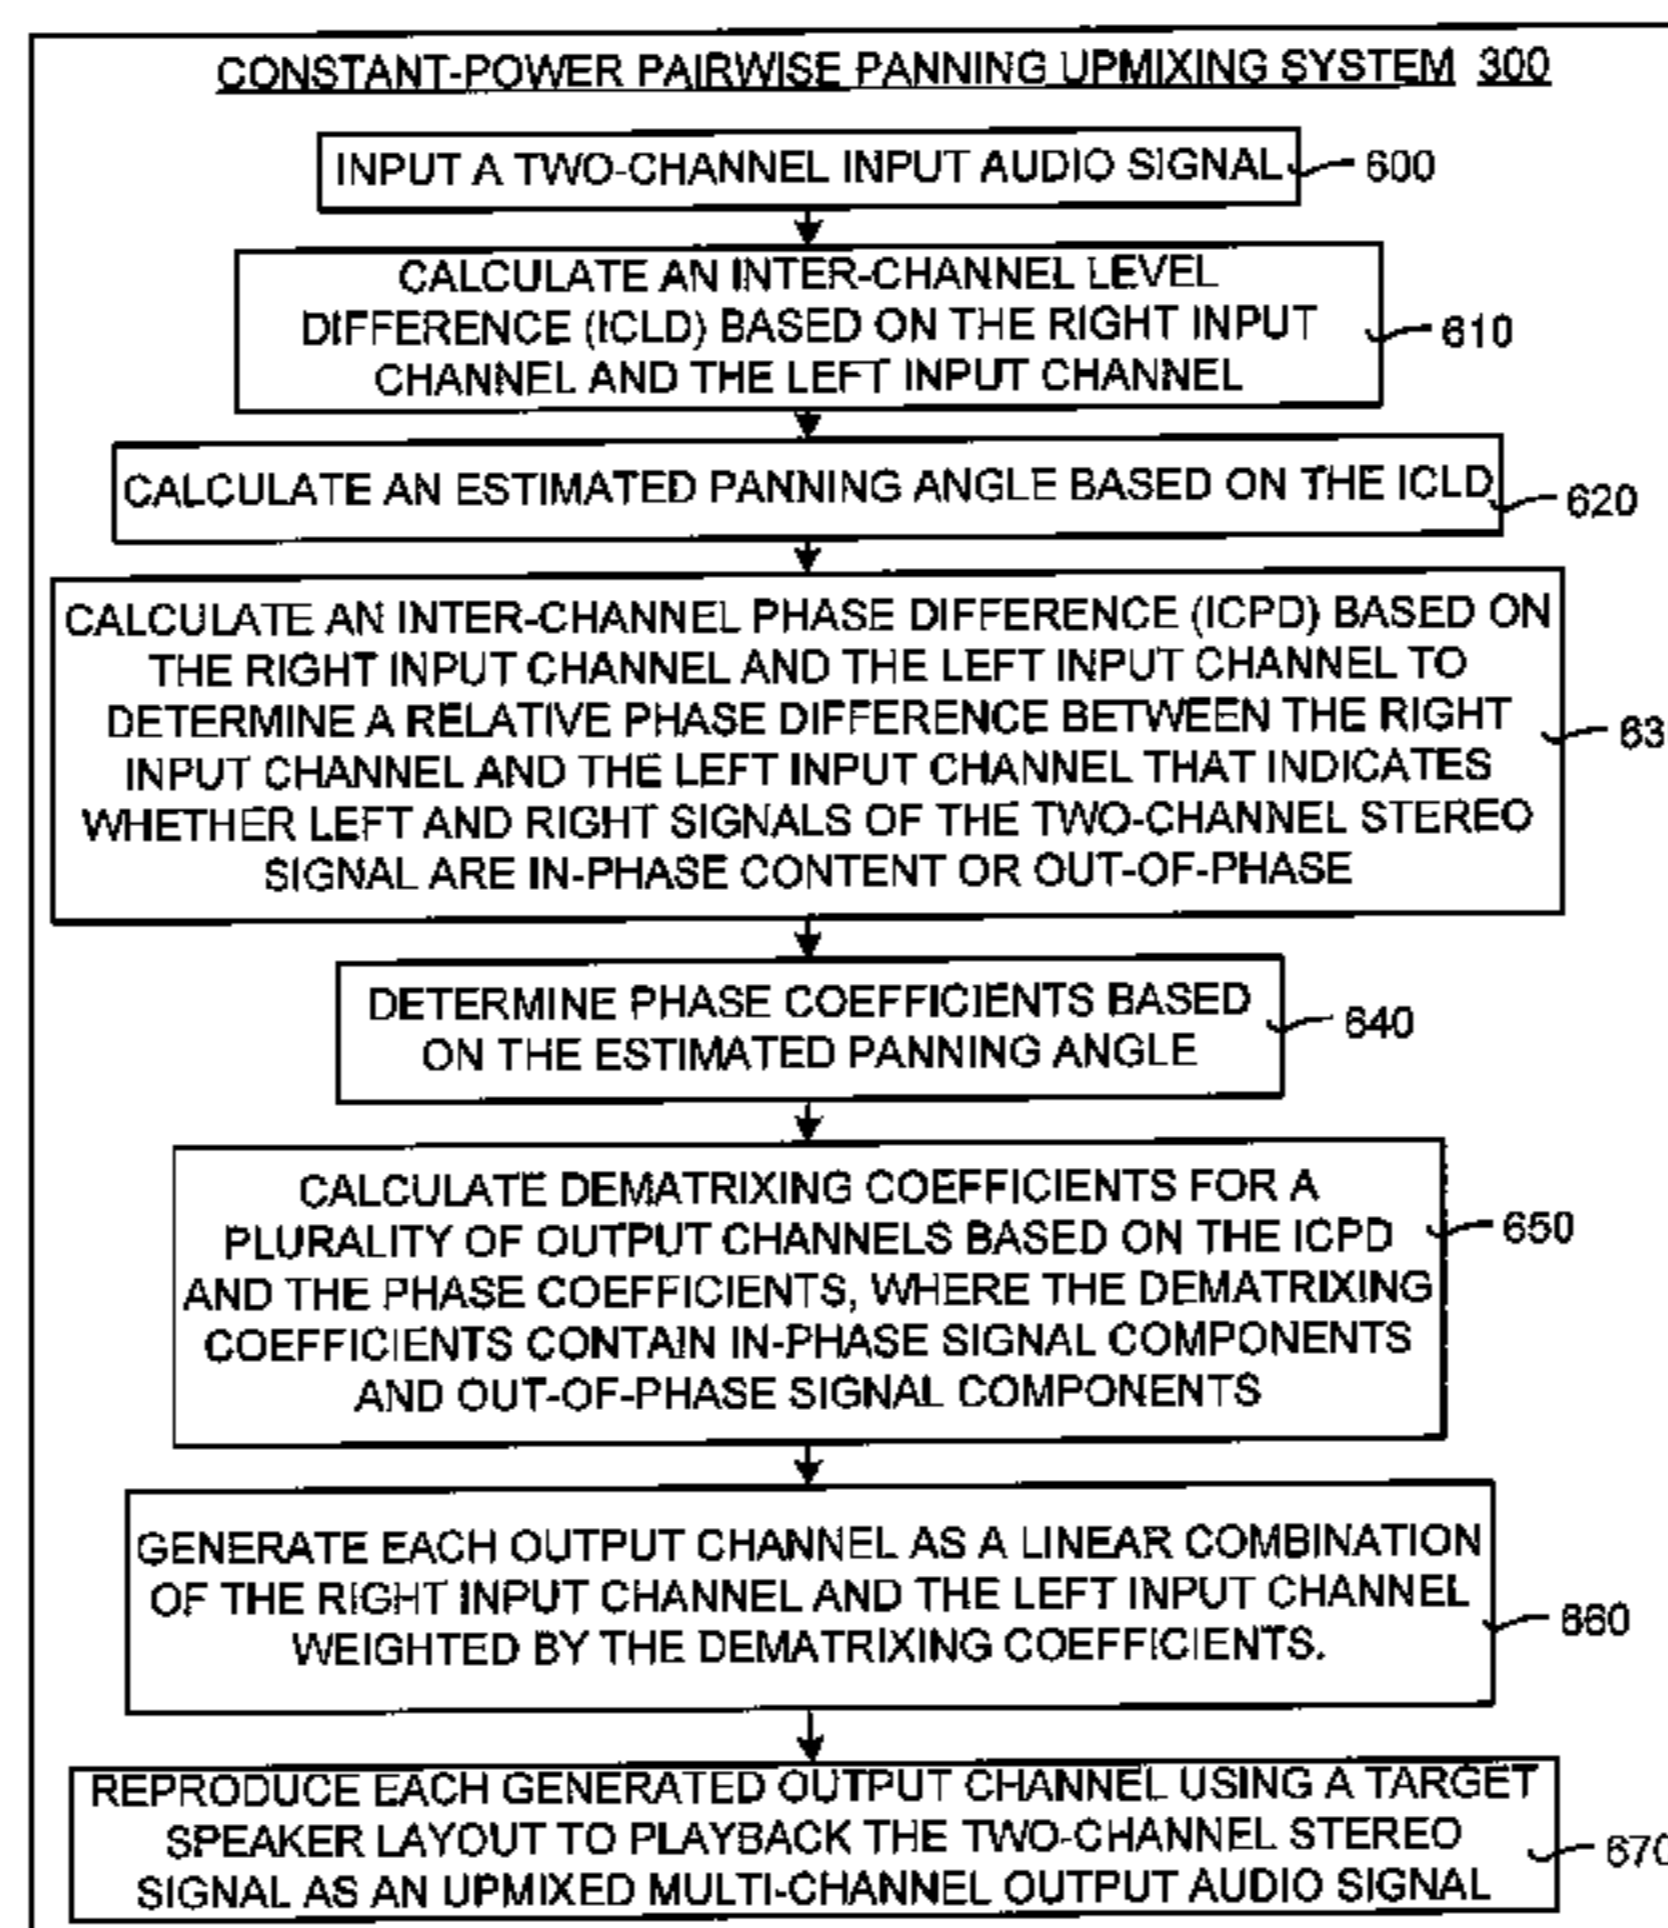 CONSTANT-POWER PAIRWISE PANNING UPMIXING SYSTEM 300
INPUT A TWO-CHANNEL INPUT AUDIO SIGNAL 600
CALCULATE AN INTER-CHANNEL LEVEL
DIFFERENCE (ICLD) BASED ON THE RIGHT INPUT
CHANNEL AND THE LEFT INPUT CHANNEL
610
CALCULATE AN ESTIMATED PANNING ANGLE BASED ON THE ICLD
620
CALCULATE AN INTER-CHANNEL PHASE DIFFERENCE (ICPD) BASED ON
THE RIGHT INPUT CHANNEL AND THE LEFT INPUT CHANNEL TO
DETERMINE A RELATIVE PHASE DIFFERENCE BETWEEN THE RIGHT
INPUT CHANNEL AND THE LEFT INPUT CHANNEL THAT INDICATES
WHETHER LEFT AND RIGHT SIGNALS OF THE TWO-CHANNEL STEREO
SIGNAL ARE IN-PHASE CONTENT OR OUT-OF-PHASE
DETERMINE PHASE COEFFICIENTS BASED
ON THE ESTIMATED PANNING ANGLE
640
CALCULATE DEMATRIXING COEFFICIENTS FOR A
PLURALITY OF OUTPUT CHANNELS BASED ON THE ICPD
AND THE PHASE COEFFICIENTS, WHERE THE DEMATRIXING
COEFFICIENTS CONTAIN IN-PHASE SIGNAL COMPONENTS
AND OUT-OF-PHASE SIGNAL COMPONENTS
650
GENERATE EACH OUTPUT CHANNEL AS A LINEAR COMBINATION
OF THE RIGHT INPUT CHANNEL AND THE LEFT INPUT CHANNEL
WEIGHTED BY THE DEMATRIXING COEFFICIENTS.
660
REPRODUCE EACH GENERATED OUTPUT CHANNEL USING A TARGET
SPEAKER LAYOUT TO PLAYBACK THE TWO-CHANNEL STEREO
SIGNAL AS AN UPMIXED MULTI-CHANNEL OUTPUT AUDIO SIGNAL
670